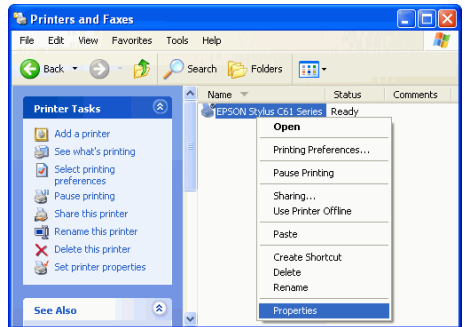 Printers and Faxes
File Edit View Favorites Tools Help
Back Search Folders
Printer Tasks
Add a printer
See what's printing
Select printing
preferences
Pause printing
Share this printer
Rename this printer
Delete this printer
Set printer properties
See Also
Name Status Comments
EPSON Stylus C61 Series Ready
Open
Printing Preferences...
Pause Printing
Sharing...
Use Printer Offline
Paste
Create Shortcut
Delete
Rename
Properties